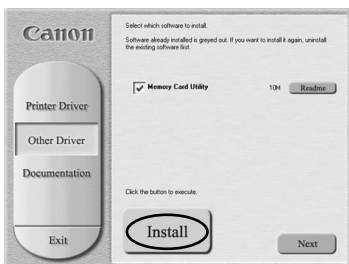 Canon
Printer Driver
Other Driver
Documentation
Exit
Select which software to install.
Software already installed is greyed out. If you want to install it again, uninstall
the existing software first.
Memory Card Utility 10M Readme
Click the button to execute.
Install
Next